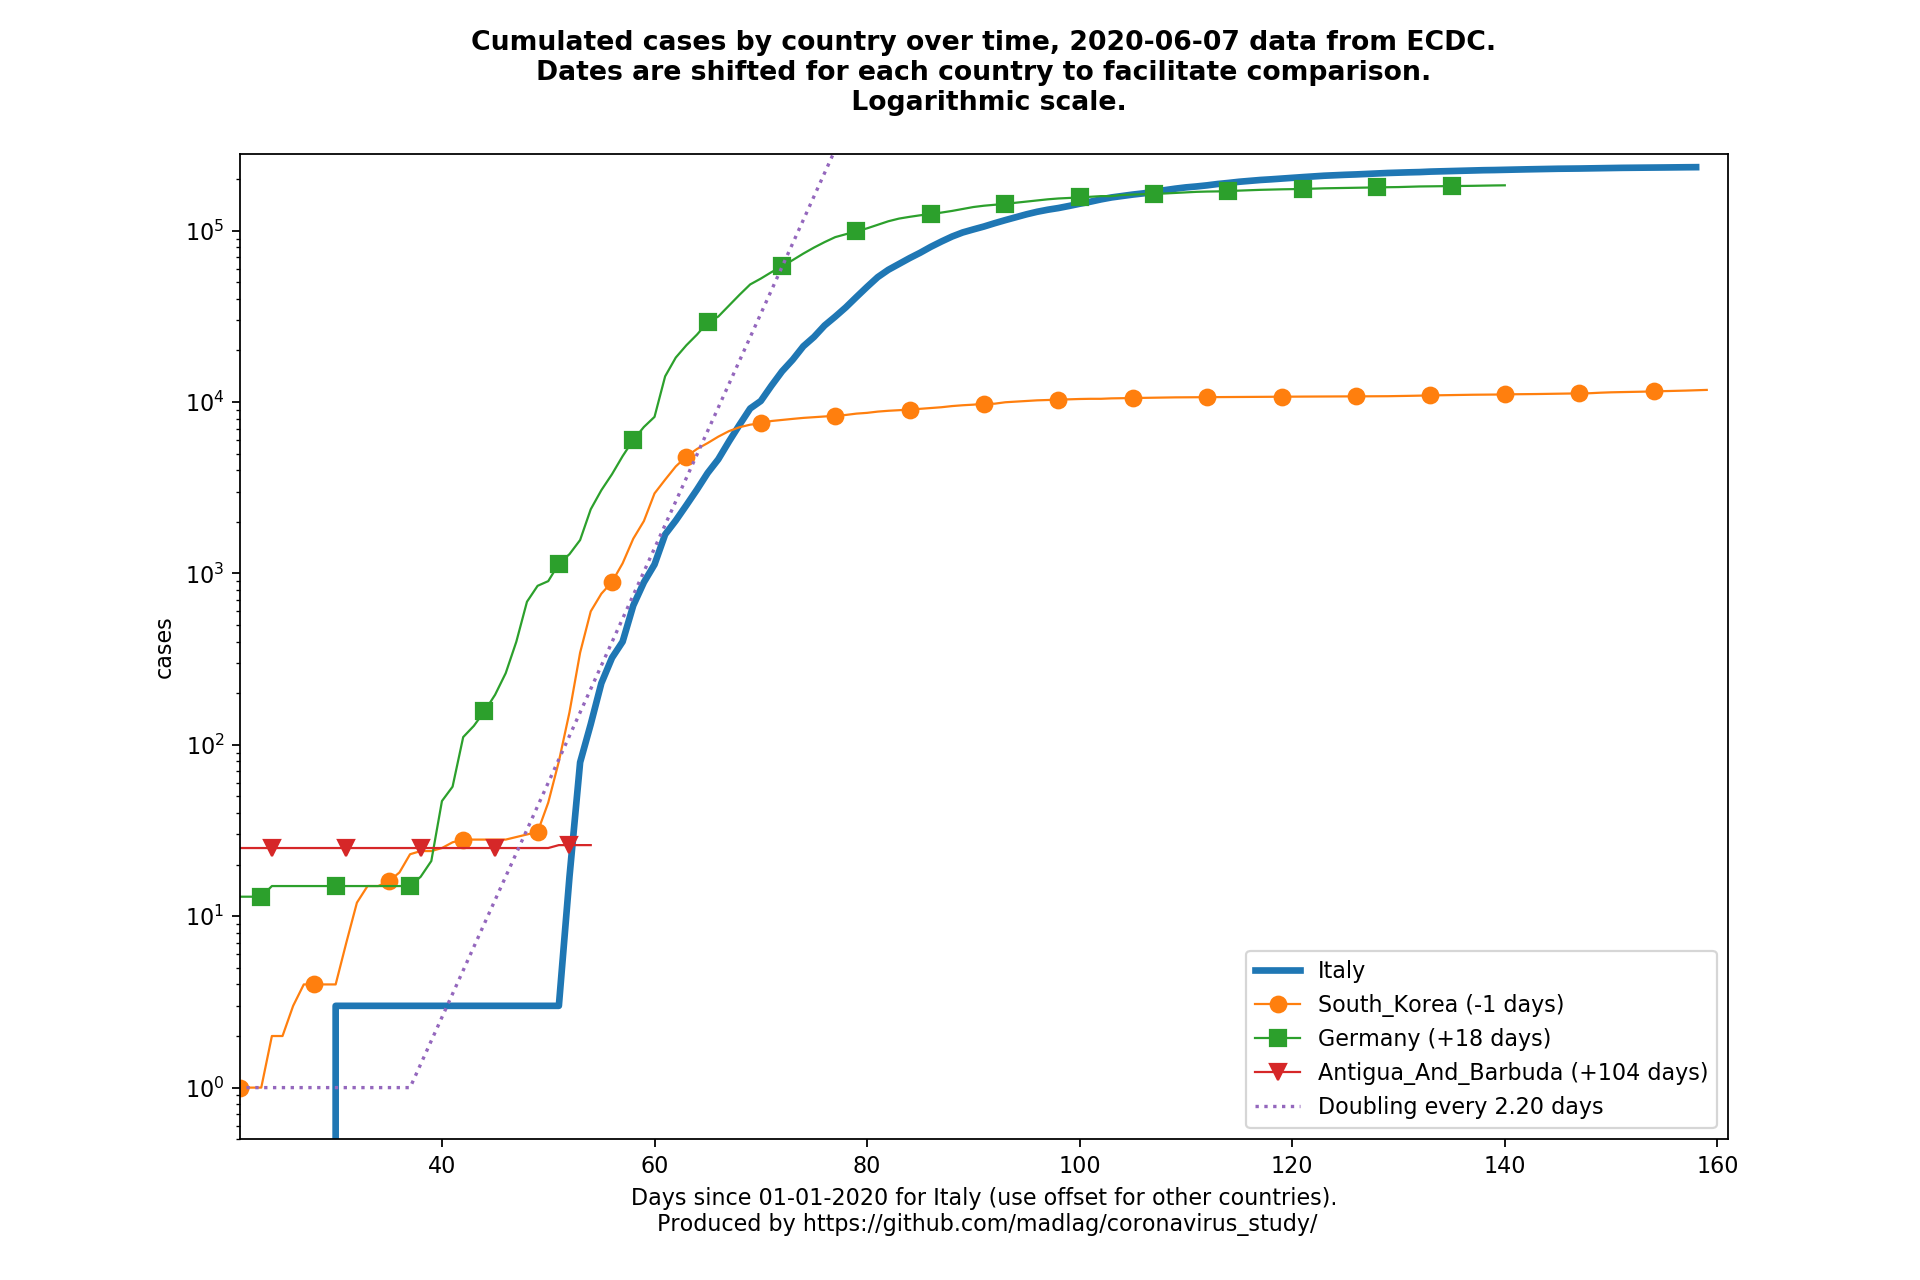 Cumulated cases by country over time, 2020-06-07 data from ECDC.
Dates are shifted for each country to facilitate comparison.
Logarithmic scale.
10^5
10^4
10^3
10^2
10^1
10^0
cases
Italy
South_Korea (-1 days)
Germany (+18 days)
Antigua_And_Barbuda (+104 days)
Doubling every 2.20 days
40 60 80 100 120 140 160
Days since 01-01-2020 for Italy (use offset for other countries).
Produced by https://github.com/madlag/coronavirus_study/